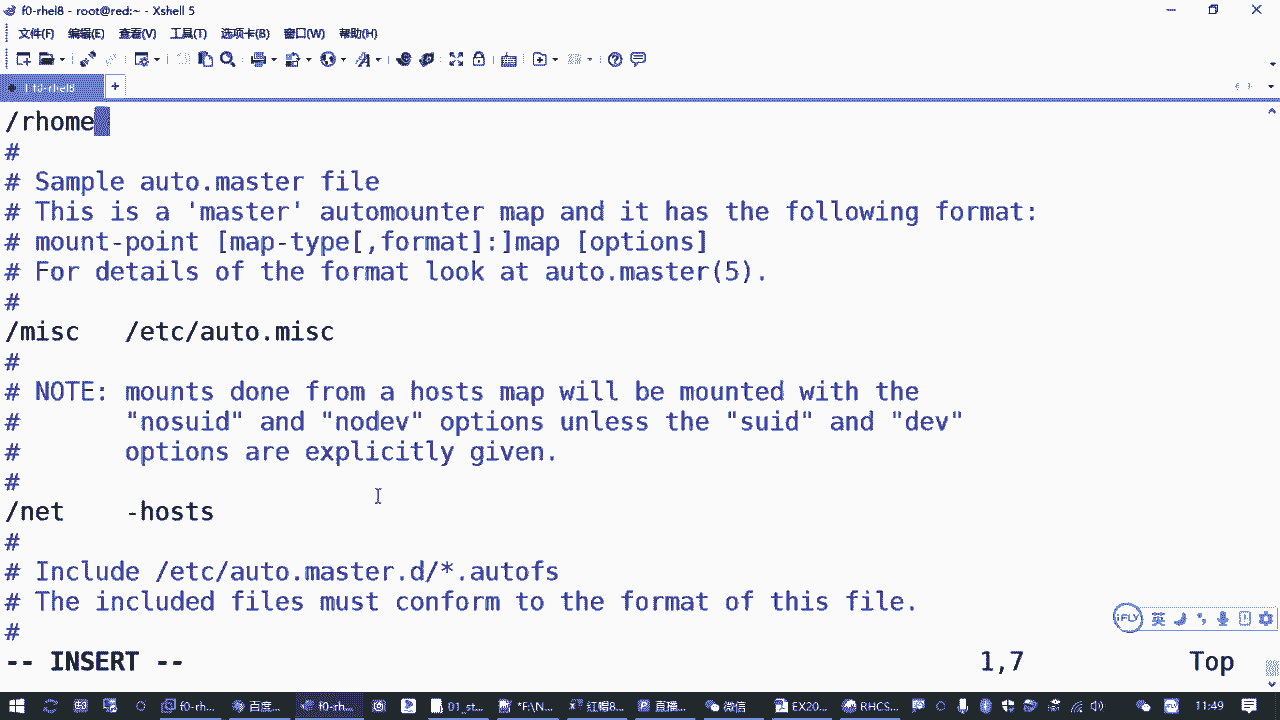 f0-rhel8 - root@red:~ - Xshell 5
文件(F) 编辑(E) 查看(V) 工具(T) 选项卡(B) 窗口(W) 帮助(H)
1 f0-rhel8 +
/rhome
#
# Sample auto.master file
# This is a 'master' automounter map and it has the following format:
# mount-point [map-type[,format]:]map [options]
# For details of the format look at auto.master(5).
#
/misc /etc/auto.misc
#
# NOTE: mounts done from a hosts map will be mounted with the
# "nosuid" and "nodev" options unless the "suid" and "dev"
# options are explicitly given.
#
/net -hosts
#
# Include /etc/auto.master.d/*.autofs
# The included files must conform to the format of this file.
#
iFLY 英
-- INSERT -- 1,7 Top
f0-rh... 百度... f0-rh... 01_st... *F:\N... 红帽8... 直播... 微信 EX20... RHCS... 11:49